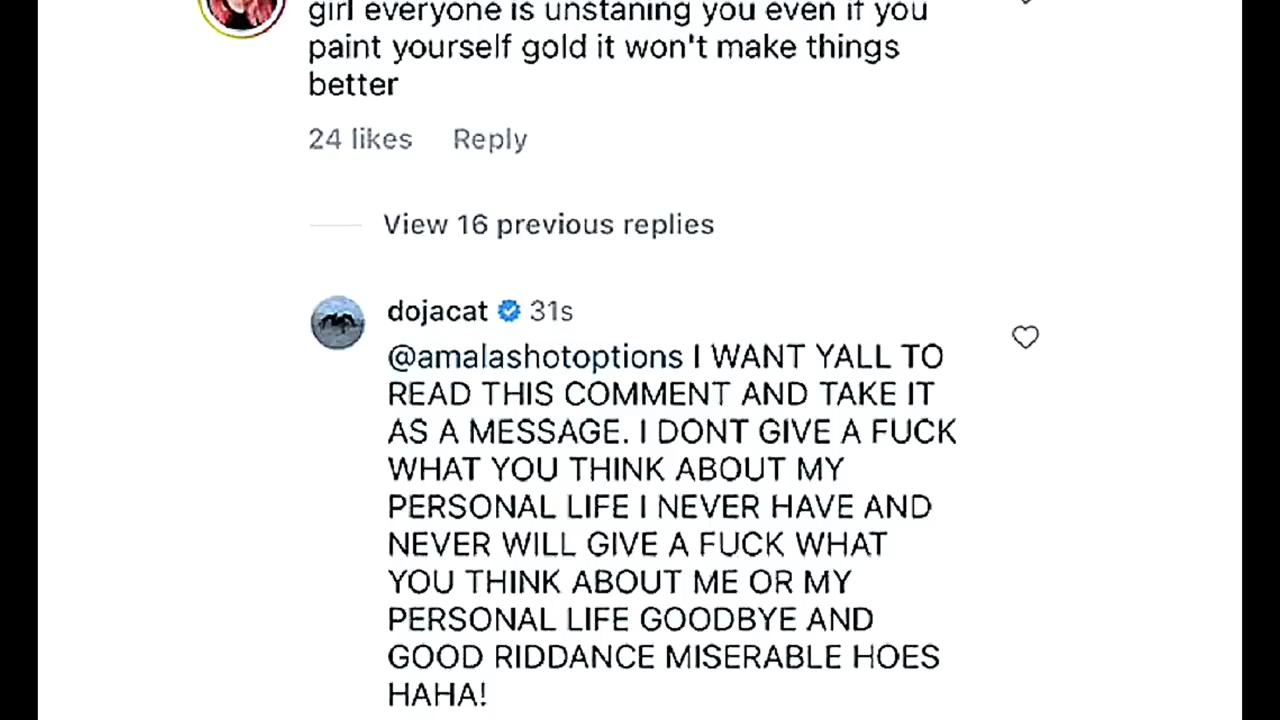 girl everyone is unstaning you even if you
paint yourself gold it won't make things
better
24 likes Reply
View 16 previous replies
dojacat 31s
@amalashotoptions I WANT YALL TO
READ THIS COMMENT AND TAKE IT
AS A MESSAGE. I DONT GIVE A FUCK
WHAT YOU THINK ABOUT MY
PERSONAL LIFE I NEVER HAVE AND
NEVER WILL GIVE A FUCK WHAT
YOU THINK ABOUT ME OR MY
PERSONAL LIFE GOODBYE AND
GOOD RIDDANCE MISERABLE HOES
HAHA!